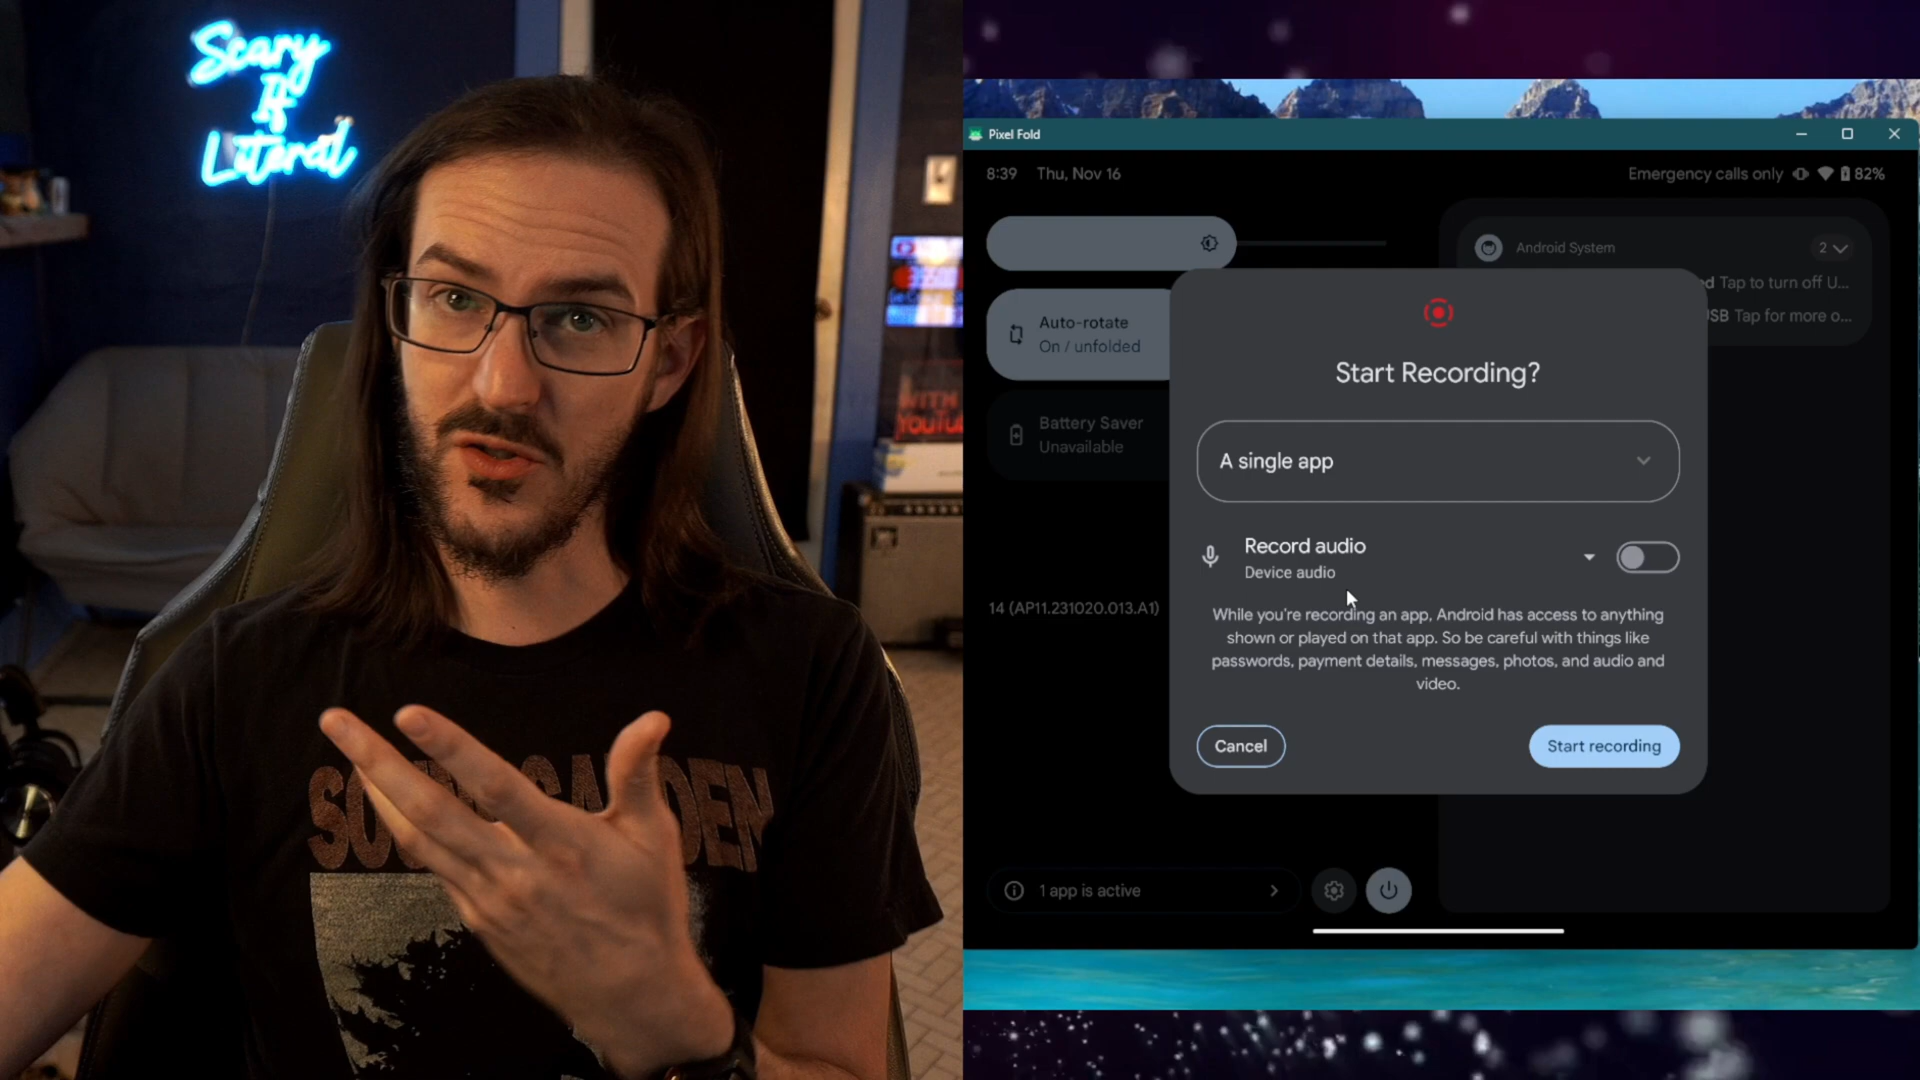 Scary
If
Literal
WITH
SOUNDGARDEN
Pixel Fold
8:39 Thu, Nov 16
Emergency calls only 82%
Auto-rotate
On / unfolded
Battery Saver
Unavailable
14 (AP11.231020.013.A1)
1 app is active
Android System
2
d Tap to turn off U...
SB Tap for more o...
Start Recording?
A single app
Record audio
Device audio
While you're recording an app, Android has access to anything
shown or played on that app. So be careful with things like
passwords, payment details, messages, photos, and audio and
video.
Cancel
Start recording